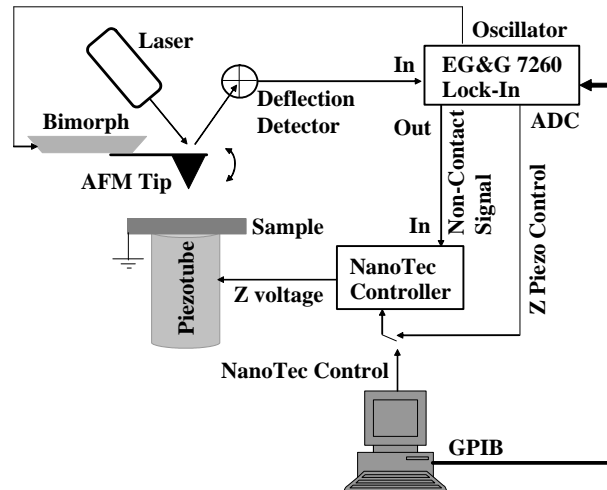 Oscillator
Laser
EG&G 7260
Lock-In
In
Deflection
Detector
Bimorph
Out
ADC
AFM Tip
Non-Contact
Signal
Z Piezo Control
In
Sample
NanoTec
Controller
Piezotube
Z voltage
NanoTec Control
GPIB